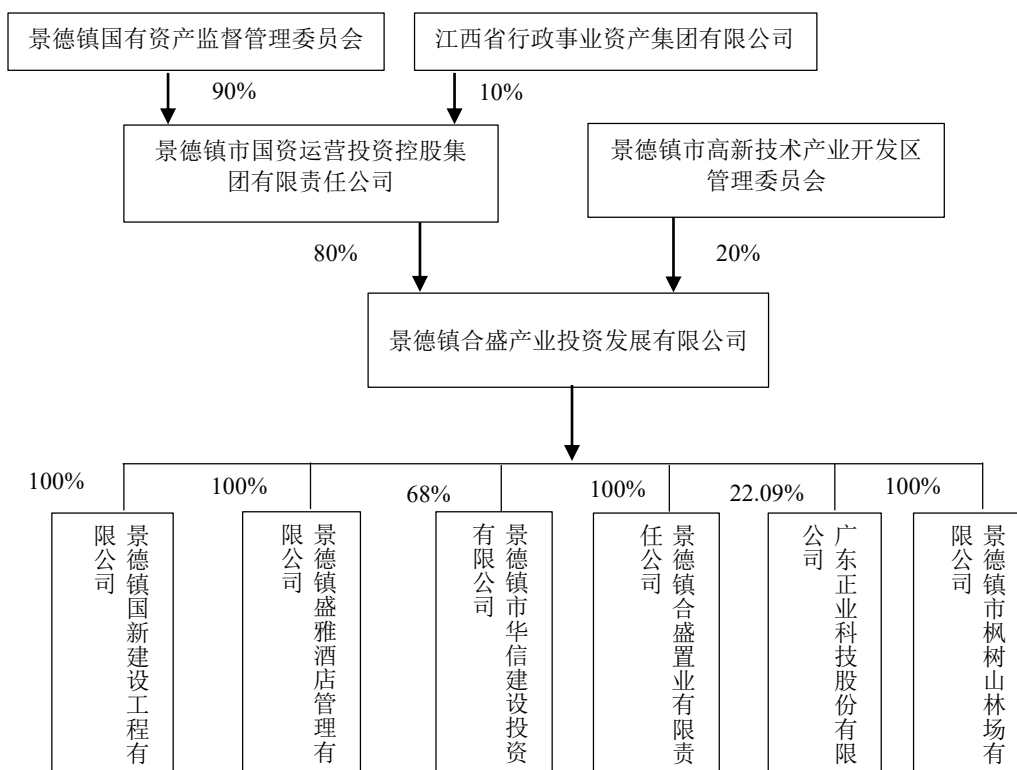 景德镇国有资产监督管理委员会
江西省行政事业资产集团有限公司
90%
10%
景德镇市国资运营投资控股集
团有限责任公司
景德镇市高新技术产业开发区
管理委员会
80%
20%
景德镇合盛产业投资发展有限公司
100%
100%
68%
100%
22.09%
100%
景德镇国新建设工程有
限公司
景德镇盛雅酒店管理有
限公司
景德镇市华信建设投资
有限公司
景德镇合盛置业有限责
任公司
广东正业科技股份有限
公司
景德镇市枫树山林场有
限公司